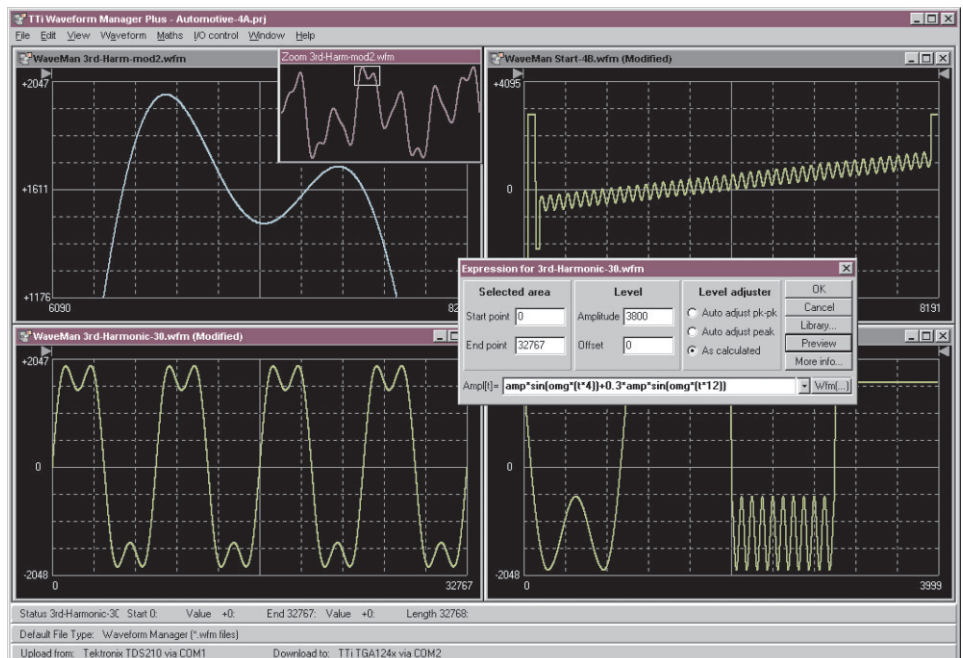 TTi Waveform Manager Plus - Automotive-4A.prj
File Edit View Waveform Maths I/O control Window Help
WaveMan 3rd-Harm-mod2.wfm
Zoom 3rd-Harm-mod2.wfm
+2047
+1611
+1176
6090
WaveMan Start-4B.wfm (Modified)
+4095
0
8191
Expression for 3rd-Harmonic-30.wfm
Selected area
Start point 0
End point 32767
Level
Amplitude 3800
Offset 0
Level adjuster
Auto adjust pk-pk
Auto adjust peak
As calculated
OK
Cancel
Library...
Preview
More info...
Ampl[t]= amp*sin(omg*(t*4))+0.3*amp*sin(omg*(t*12)) Wfm(...)
WaveMan 3rd-Harmonic-30.wfm (Modified)
+2047
0
-2048
0
32767
0
-2048
0
3999
Status 3rd-Harmonic-3 Start 0: Value +0: End 32767: Value +0: Length 32768:
Default File Type: Waveform Manager (*.wfm files)
Upload from: Tektronix TDS210 via COM1 Download to: TTi TGA124x via COM2